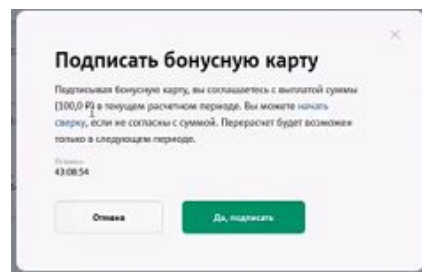 Подписать бонусную карту
Подписывая бонусную карту, вы соглашаетесь с выплатой суммы
(100,0 ₽) в текущем расчетном периоде. Вы можете начать
сверку, если не согласны с суммой. Перерасчет будет возможен
только в следующем периоде.
43:08:54
Отмена
Да, подписать